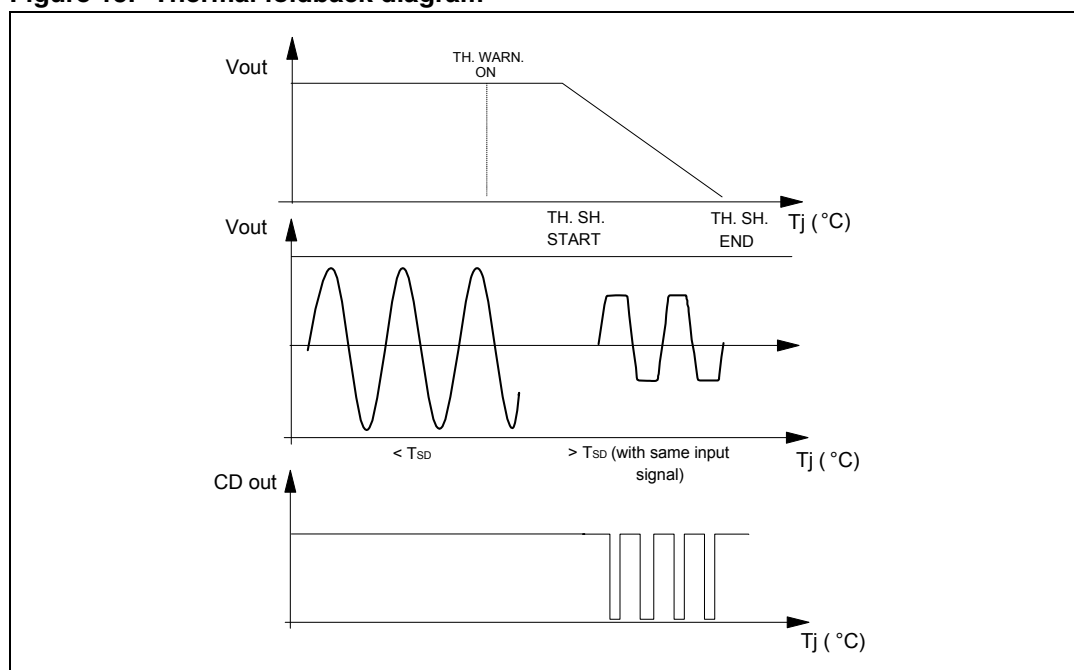 Figure Thermal foldback diagram
Vout
TH. WARN.
ON
TH. SH.
START
TH. SH.
END
Tj ( °C)
Vout
< TSD
> TSD (with same input
signal)
Tj ( °C)
CD out
Tj ( °C)